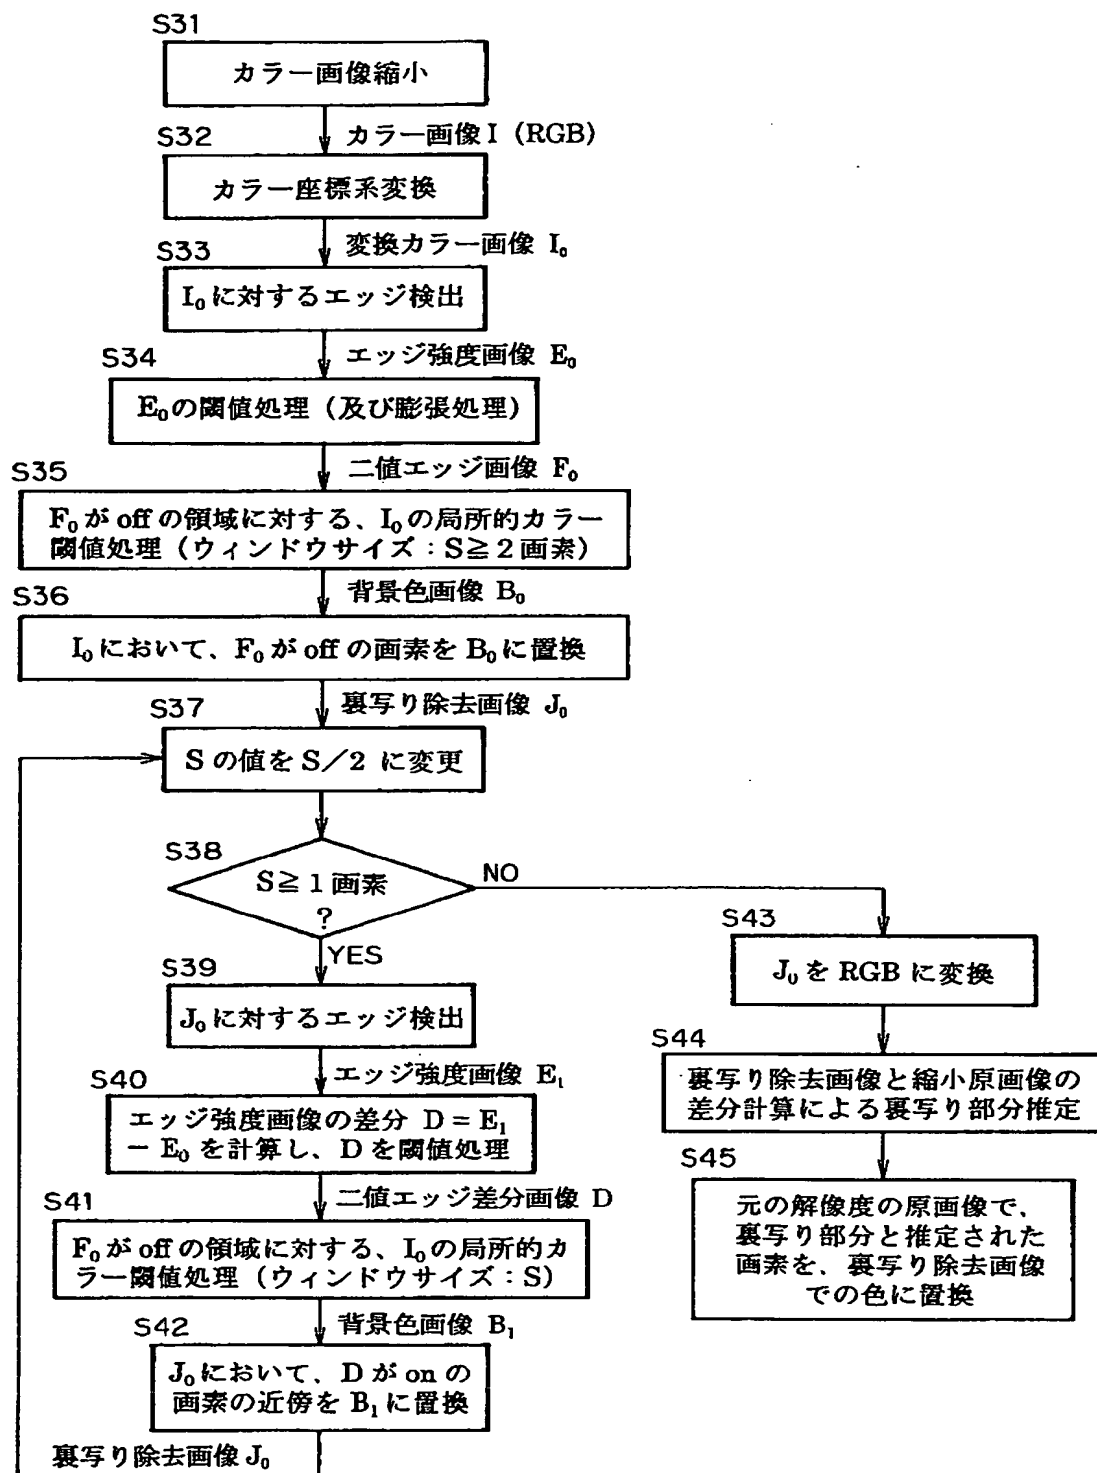 S31
カラー画像縮小
カラー画像 I (RGB)
S32
カラー座標系変換
変換カラー画像 I₀
S33
I₀に対するエッジ検出
エッジ強度画像 E₀
S34
E₀の閾値処理（及び膨張処理）
二値エッジ画像 F₀
S35
F₀が off の領域に対する、I₀の局所的カラー
閾値処理（ウィンドウサイズ：S≧２画素）
背景色画像 B₀
S36
I₀において、F₀が off の画素を B₀に置換
裏写り除去画像 J₀
S37
S の値を S／2 に変更
S38
S≧１画素
？
NO
YES
S39
J₀に対するエッジ検出
エッジ強度画像 E₁
S40
エッジ強度画像の差分 D＝E₁
－E₀を計算し、D を閾値処理
二値エッジ差分画像 D
S41
F₀が off の領域に対する、I₀の局所的カ
ラー閾値処理（ウィンドウサイズ：S）
背景色画像 B₁
S42
J₀において、D が on の
画素の近傍を B₁に置換
裏写り除去画像 J₀
S43
J₀を RGB に変換
S44
裏写り除去画像と縮小原画像の
差分計算による裏写り部分推定
S45
元の解像度の原画像で、
裏写り部分と推定された
画素を、裏写り除去画像
での色に置換